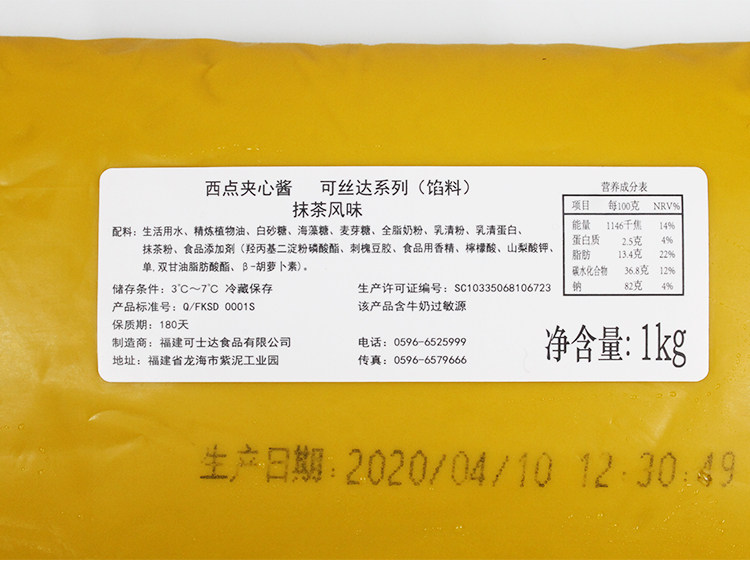 西点夹心酱 可丝达系列（馅料）
抹茶风味
配料：生活用水、精炼植物油、白砂糖、海藻糖、麦芽糖、全脂奶粉、乳清粉、乳清蛋白、
抹茶粉、食品添加剂（羟丙基二淀粉磷酸酯、刺槐豆胶、食品用香精、柠檬酸、山梨酸钾、
单.双甘油脂肪酸酯、β-胡萝卜素）。
储存条件：3℃～7℃ 冷藏保存
生产许可证编号：SC10335068106723
产品标准号：Q/FKSD 0001S
该产品含牛奶过敏源
保质期：180天
制造商：福建可士达食品有限公司
电话：0596-6525999
地址：福建省龙海市紫泥工业园
传真：0596-6579666
营养成分表
项目 每100克 NRV%
能量 1146千焦 14%
蛋白质 2.5克 4%
脂肪 13.4克 22%
碳水化合物 36.8克 12%
钠 82克 4%
净含量：1kg
生产日期：2020/04/10 12:30:49